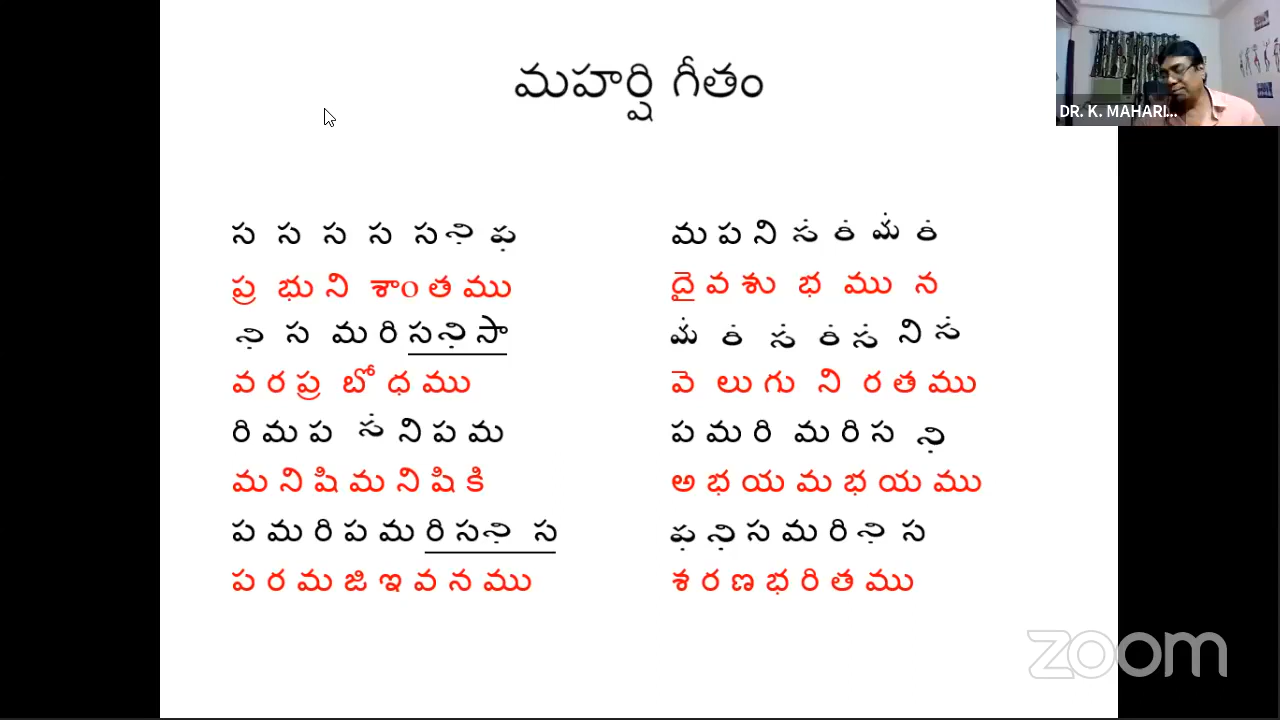 మహర్షి గీతం
DR. K. MAHARI...
స స స స సని̣ ప̣
ప్ర భు ని శాం త ము
ని̣ స మ రి సని̣సా
వ ర ప్ర బో ధ ము
రి మ ప స̇ ని ప మ
మ ని షి మ ని షి కి
ప మ రి ప మ రి సని̣ స
ప ర మ జి ఇ వ న ము
మ ప ని స̇ రి̇ మ̇ రి̇
దై వ శు భ ము న
మ̇ రి̇ స̇ రి̇ స̇ ని స̇
వె లు గు ని ర త ము
ప మ రి మ రి స ని̣
అ భ య మ భ య ము
ప̣ ని̣ స మ రి ని̣ స
శ ర ణ భ రి త ము
zoom